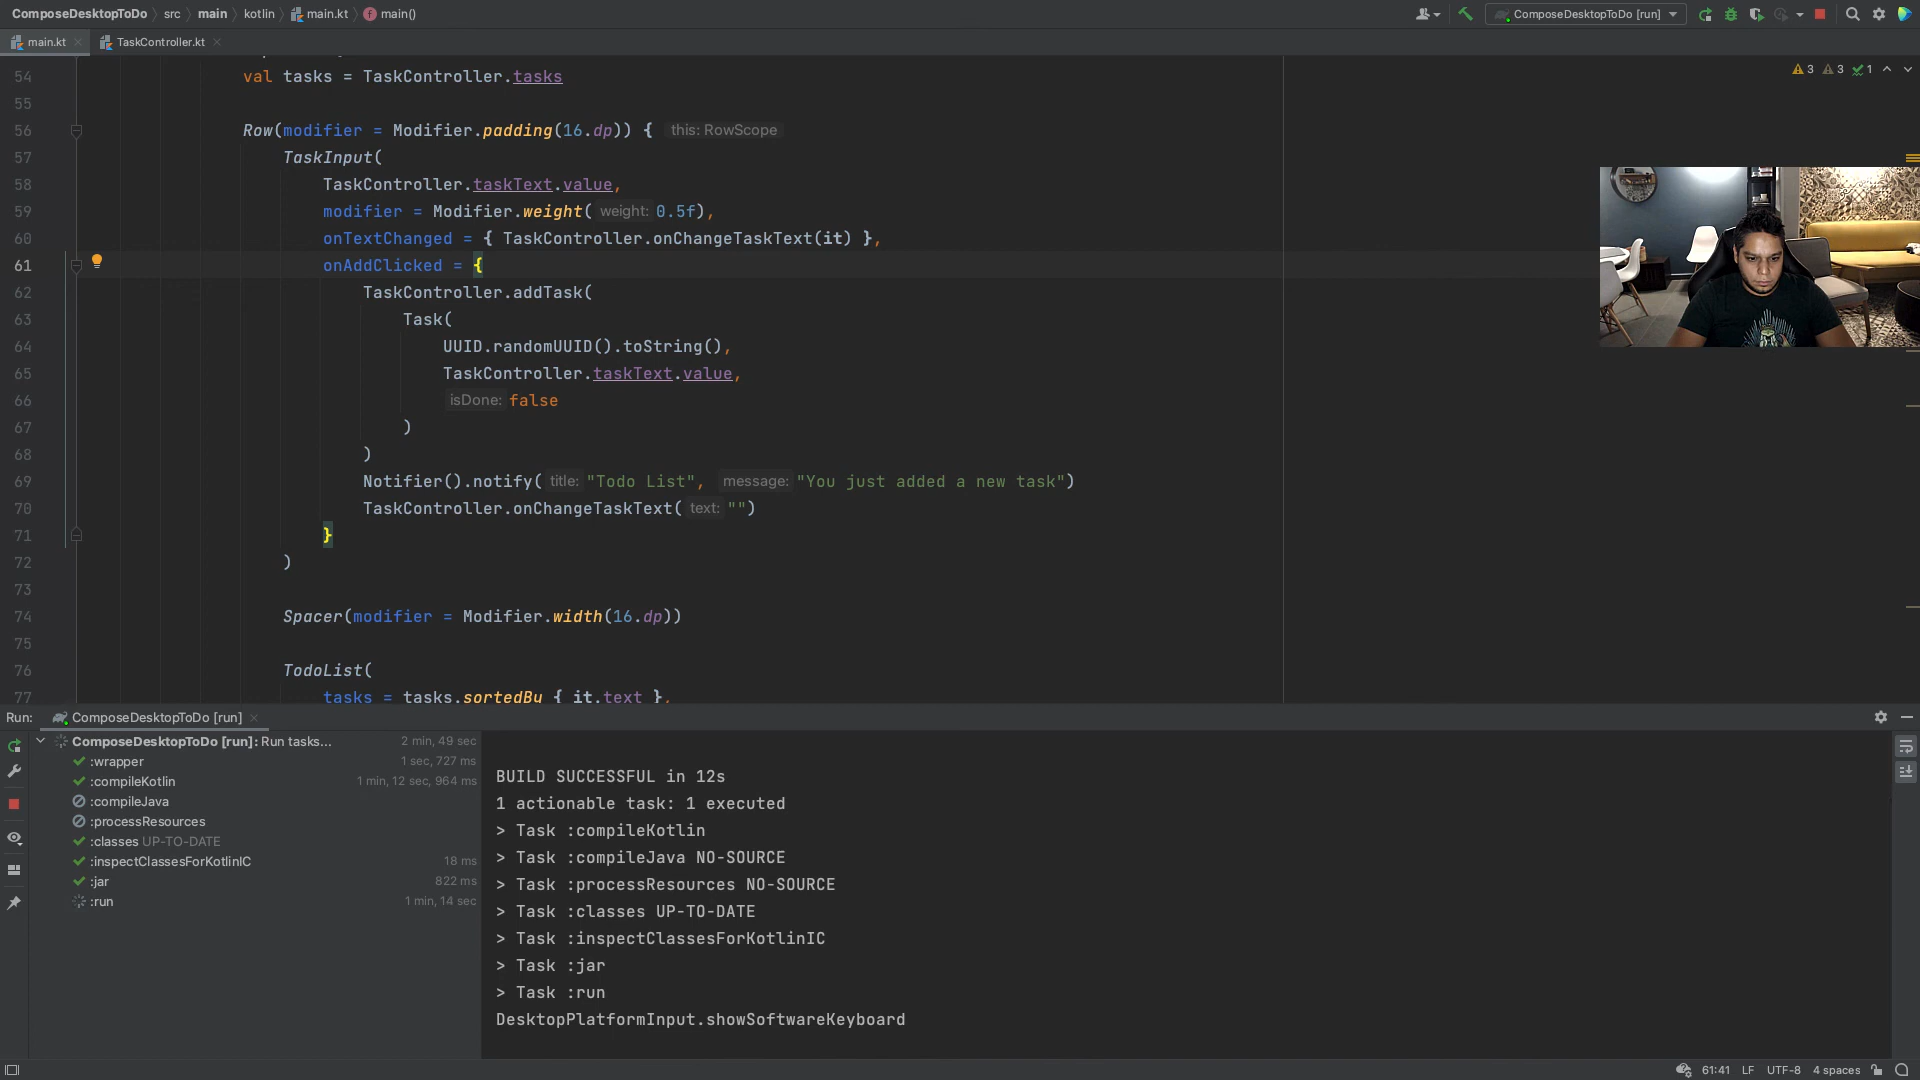 ComposeDesktopToDo src main kotlin main.kt main() ComposeDesktopToDo [run]
main.kt TaskController.kt
54 val tasks = TaskController.tasks 3 3 1
55
56 Row(modifier = Modifier.padding(16.dp)) { this: RowScope
57 TaskInput(
58 TaskController.taskText.value,
59 modifier = Modifier.weight( weight: 0.5f),
60 onTextChanged = { TaskController.onChangeTaskText(it) },
61 onAddClicked = {
62 TaskController.addTask(
63 Task(
64 UUID.randomUUID().toString(),
65 TaskController.taskText.value,
66 isDone: false
67 )
68 )
69 Notifier().notify( title: "Todo List", message: "You just added a new task")
70 TaskController.onChangeTaskText( text: "")
71 }
72 )
73
74 Spacer(modifier = Modifier.width(16.dp))
75
76 TodoList(
77 tasks = tasks.sortedBy { it.text },
Run: ComposeDesktopToDo [run]
ComposeDesktopToDo [run]: Run tasks... 2 min, 49 sec
:wrapper 1 sec, 727 ms
:compileKotlin 1 min, 12 sec, 964 ms
:compileJava
:processResources
:classes UP-TO-DATE
:inspectClassesForKotlinIC 18 ms
:jar 822 ms
:run 1 min, 14 sec
BUILD SUCCESSFUL in 12s
1 actionable task: 1 executed
> Task :compileKotlin
> Task :compileJava NO-SOURCE
> Task :processResources NO-SOURCE
> Task :classes UP-TO-DATE
> Task :inspectClassesForKotlinIC
> Task :jar
> Task :run
DesktopPlatformInput.showSoftwareKeyboard
61:41 LF UTF-8 4 spaces